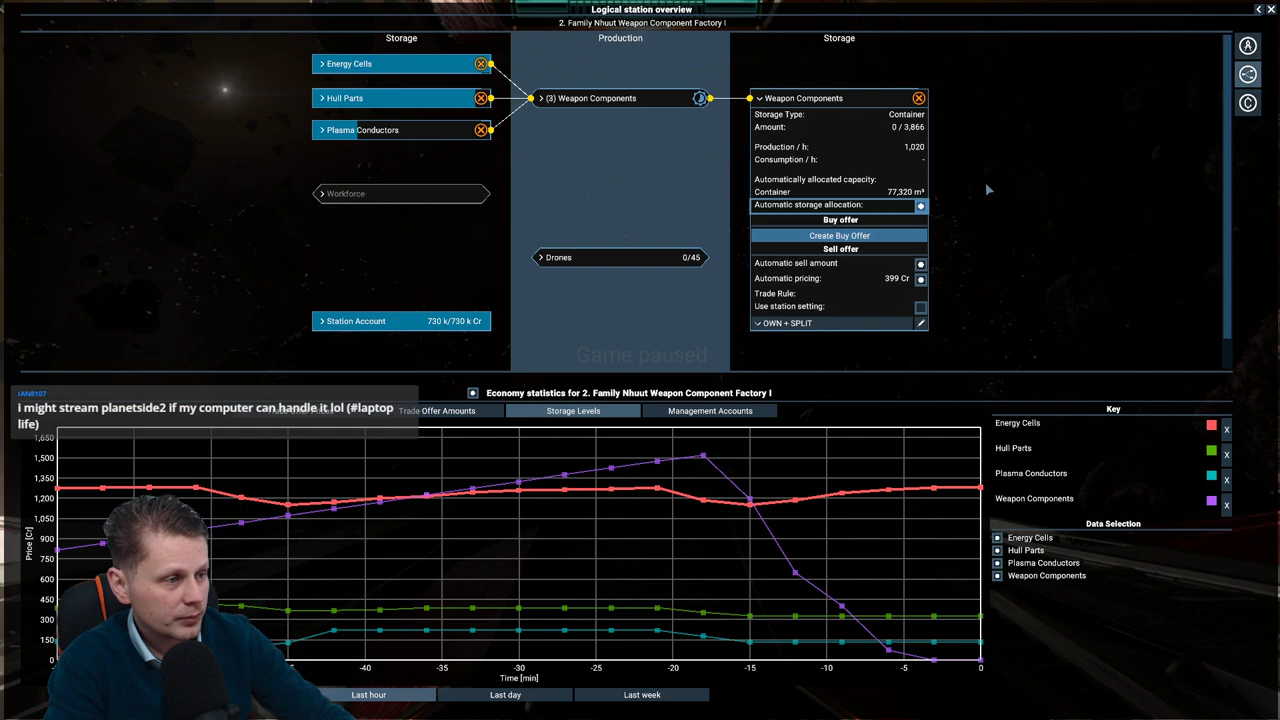 Logical station overview
2. Family Nhuut Weapon Component Factory I
Storage
Production
Storage
Energy Cells
Hull Parts
Plasma Conductors
Workforce
Station Account 730 k/730 k Cr
(3) Weapon Components
Drones 0/45
Game paused
Weapon Components
Storage Type: Container
Amount: 0 / 3,866
Production / h: 1,020
Consumption / h: -
Automatically allocated capacity:
Container 77,320 m³
Automatic storage allocation:
Buy offer
Create Buy Offer
Sell offer
Automatic sell amount
Automatic pricing: 399 Cr
Trade Rule:
Use station setting:
OWN + SPLIT
A
C
IAN8107
i might stream planetside2 if my computer can handle it lol (#laptop
life)
Economy statistics for 2. Family Nhuut Weapon Component Factory I
Trade Offer Amounts
Storage Levels
Management Accounts
Key
Energy Cells X
Hull Parts X
Plasma Conductors X
Weapon Components X
Data Selection
Energy Cells
Hull Parts
Plasma Conductors
Weapon Components
Price [Cr]
1,650
1,500
1,350
1,200
1,050
900
750
600
450
300
150
0
-40
-35
-30
-25
-20
-15
-10
-5
0
Time [min]
Last hour
Last day
Last week